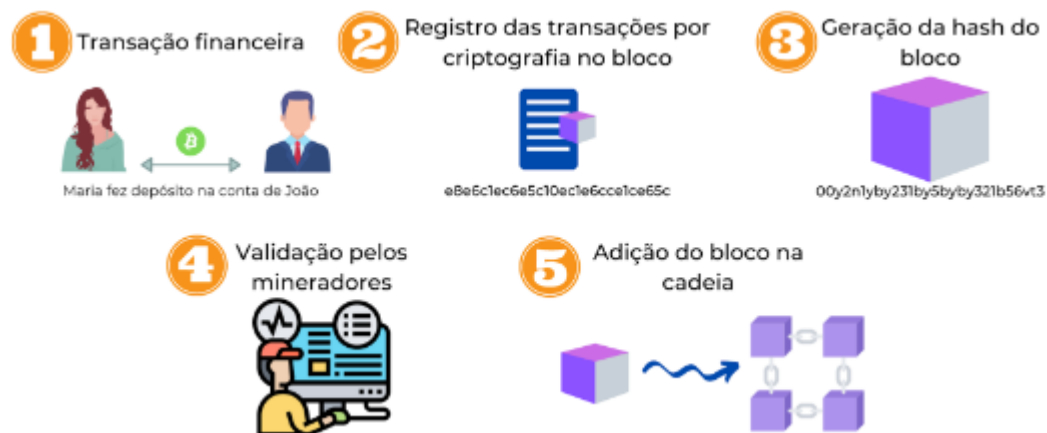 1
Transação financeira
Maria fez depósito na conta de João
2
Registro das transações por
criptografia no bloco
e8e6c1ec6e5c10ec1e6cce1ce65c
3
Geração da hash do
bloco
00y2n1yby231by5byby321b56vt3
4
Validação pelos
mineradores
5
Adição do bloco na
cadeia